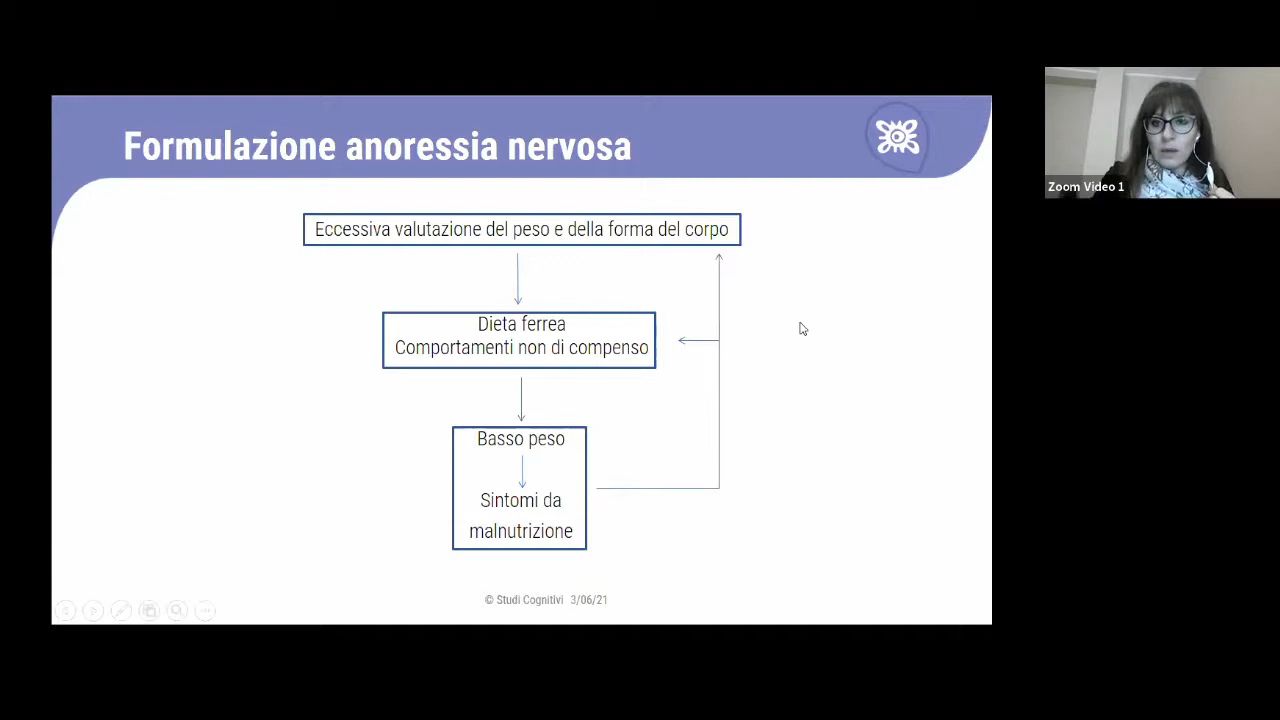 Formulazione anoressia nervosa
Zoom Video 1
Eccessiva valutazione del peso e della forma del corpo
Dieta ferrea
Comportamenti non di compenso
Basso peso
Sintomi da
malnutrizione
© Studi Cognitivi 3/06/21